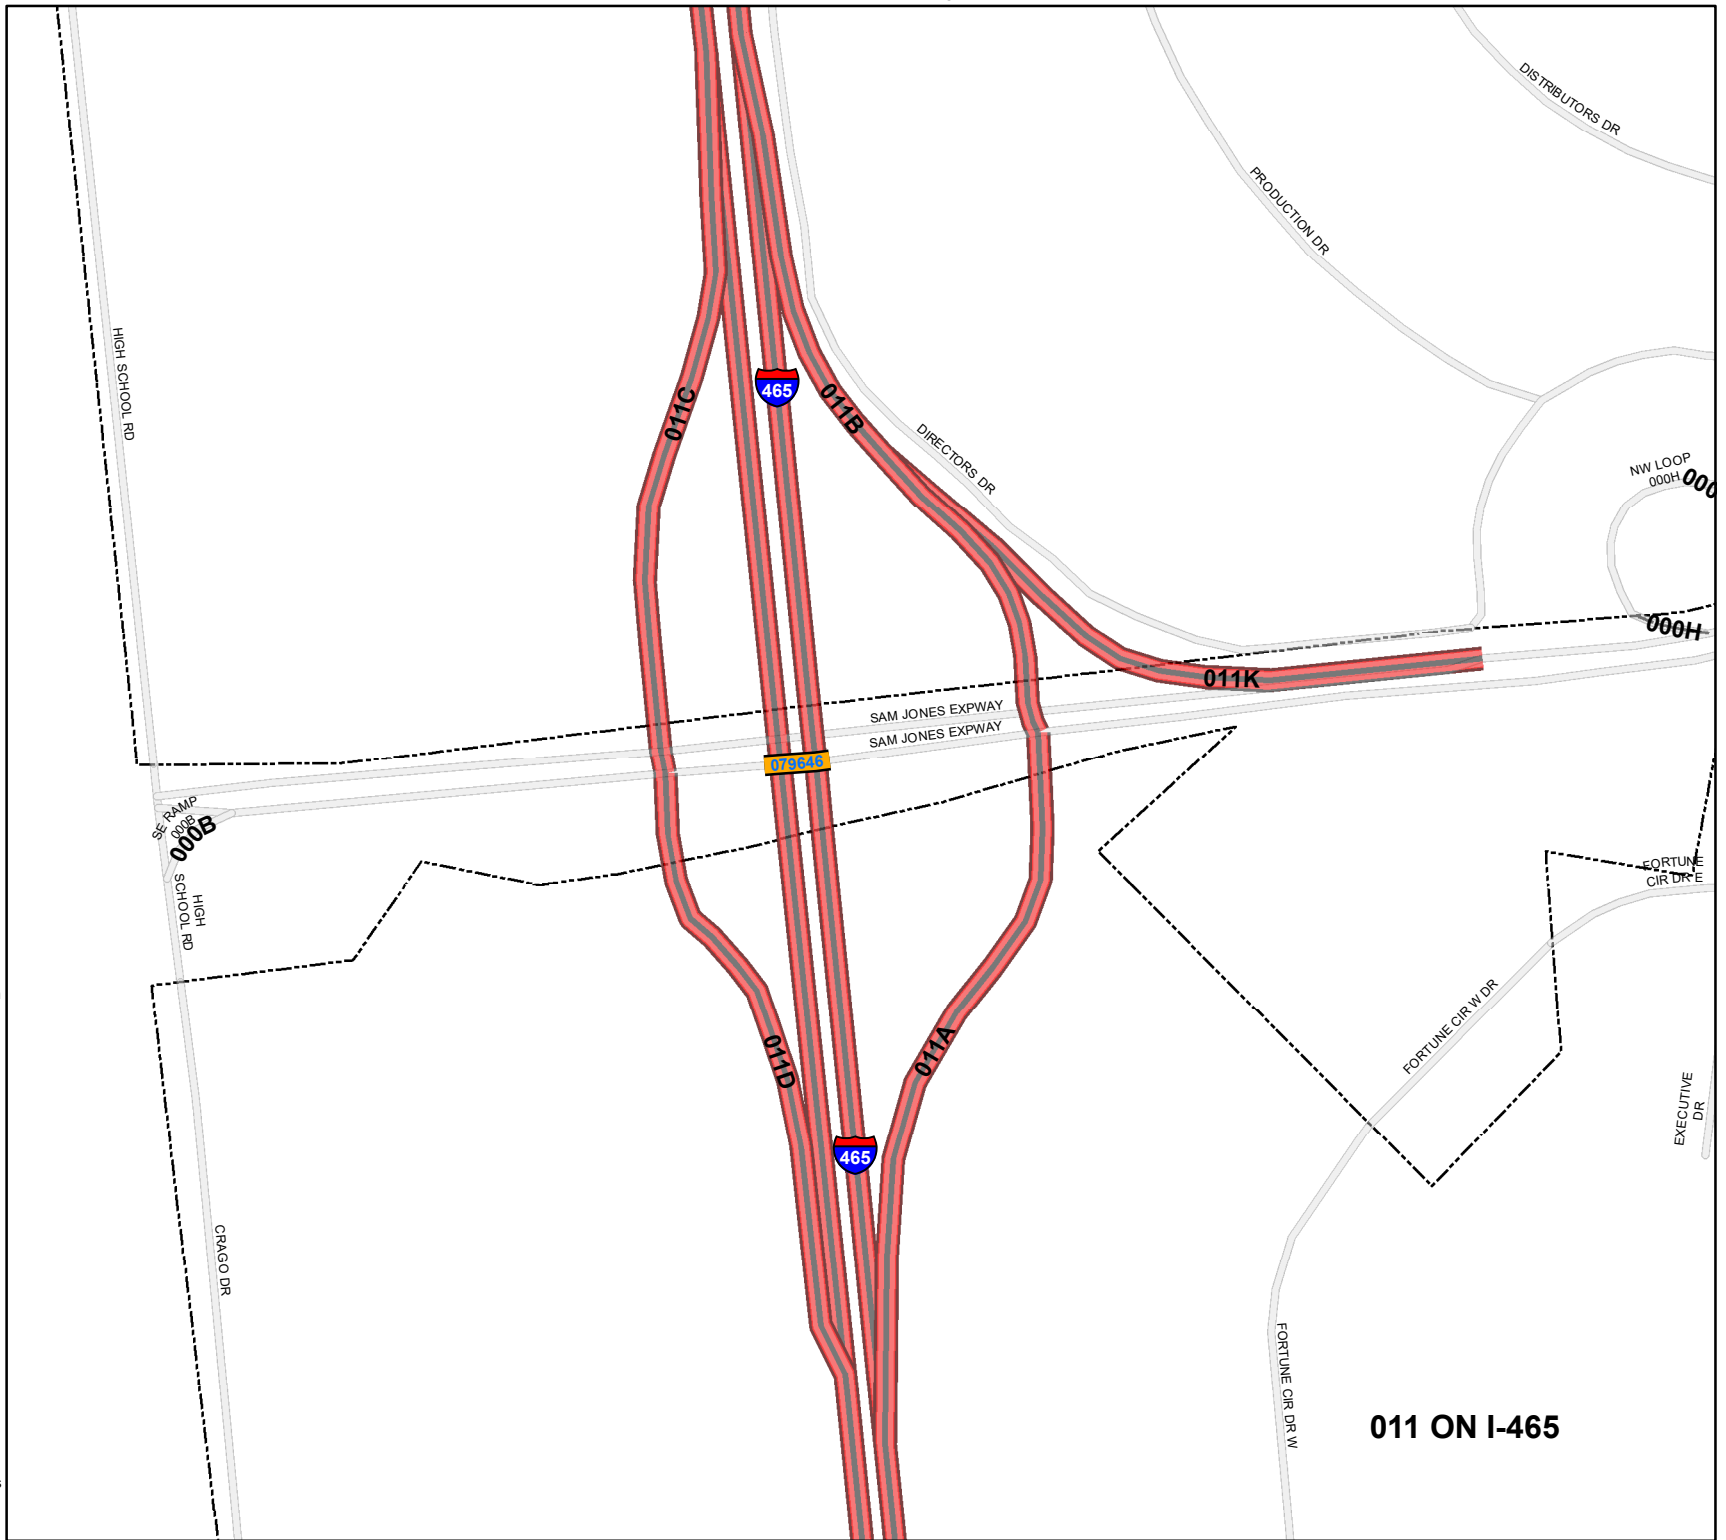 DISTRIBUTORS DR
PRODUCTION DR
HIGH SCHOOL RD
465
011C
011B
DIRECTORS DR
NW LOOP
000H
000
000H
011K
SAM JONES EXPWAY
SAM JONES EXPWAY
079646
SE RAMP
000B
000B
HIGH
SCHOOL RD
FORTUNE
CIR DR E
FORTUNE CIR W DR
011D
011A
EXECUTIVE
DR
465
CRAGO DR
FORTUNE CIR DR W
011 ON I-465